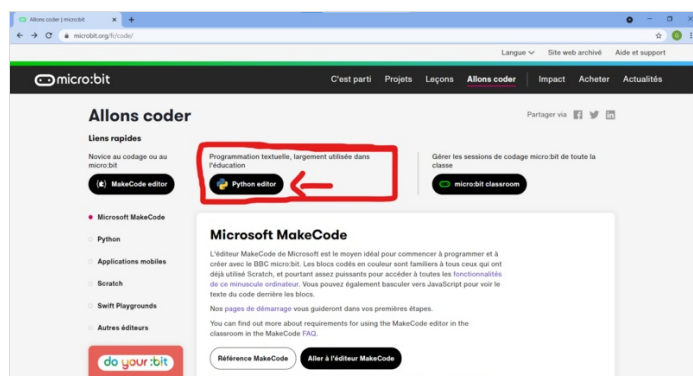 Allons coder | micro:bit
microbit.org/fr/code/
Langue Site web archivé Aide et support
micro:bit C'est parti Projets Leçons Allons coder Impact Acheter Actualités
Allons coder
Partager via
Liens rapides
Novice au codage ou au micro:bit
MakeCode editor
Programmation textuelle, largement utilisée dans l'éducation
Python editor
Gérer les sessions de codage micro:bit de toute la classe
micro:bit classroom
Microsoft MakeCode
Python
Applications mobiles
Scratch
Swift Playgrounds
Autres éditeurs
do your :bit
Microsoft MakeCode
L'éditeur MakeCode de Microsoft est le moyen idéal pour commencer à programmer et à
créer avec le BBC micro:bit. Les blocs codés en couleur sont familiers à tous ceux qui ont
déjà utilisé Scratch, et pourtant assez puissants pour accéder à toutes les fonctionnalités
de ce minuscule ordinateur. Vous pouvez également basculer vers JavaScript pour voir le
texte du code derrière les blocs.
Nos pages de démarrage vous guideront dans vos premières étapes.
You can find out more about requirements for using the MakeCode editor in the
classroom in the MakeCode FAQ.
Référence MakeCode
Aller à l'éditeur MakeCode